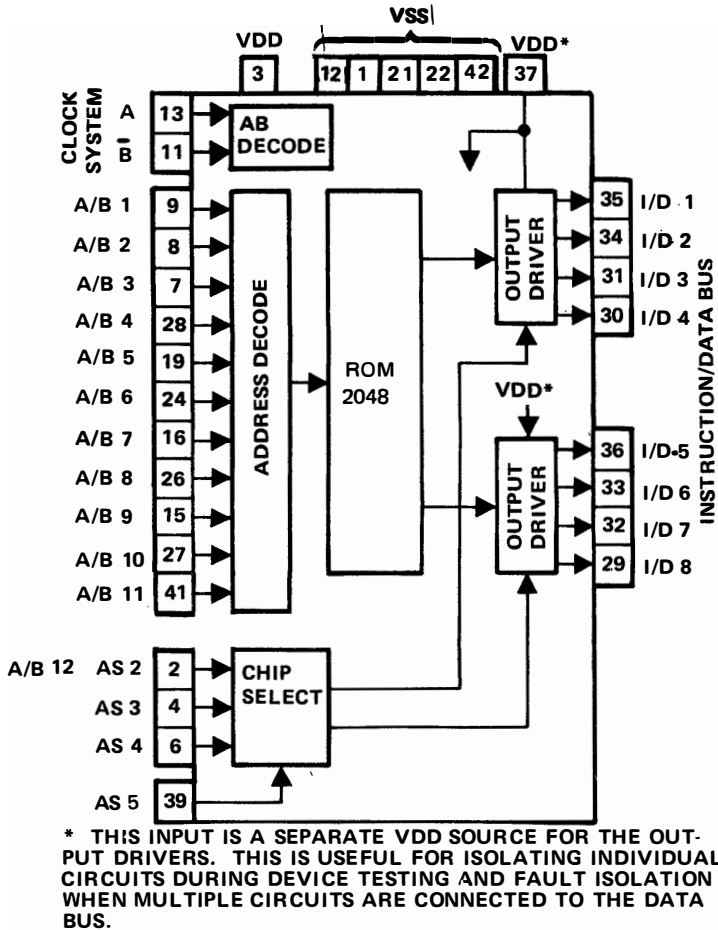 VSS
VDD VDD*
3 12 1 21 22 42 37
CLOCK
SYSTEM
A 13
B̅ 11
AB
DECODE
A/B 1 9
A/B 2 8
A/B 3 7
A/B 4 28
A/B 5 19
A/B 6 24
A/B 7 16
A/B 8 26
A/B 9 15
A/B 10 27
A/B 11 41
ADDRESS DECODE
ROM
2048
OUTPUT
DRIVER
35 I/D 1
34 I/D 2
31 I/D 3
30 I/D 4
VDD*
OUTPUT
DRIVER
36 I/D 5
33 I/D 6
32 I/D 7
29 I/D 8
INSTRUCTION/DATA BUS
A/B 12 AS 2 2
AS 3 4
AS 4 6
AS 5 39
CHIP
SELECT
* THIS INPUT IS A SEPARATE VDD SOURCE FOR THE OUT-
PUT DRIVERS. THIS IS USEFUL FOR ISOLATING INDIVIDUAL
CIRCUITS DURING DEVICE TESTING AND FAULT ISOLATION
WHEN MULTIPLE CIRCUITS ARE CONNECTED TO THE DATA
BUS.